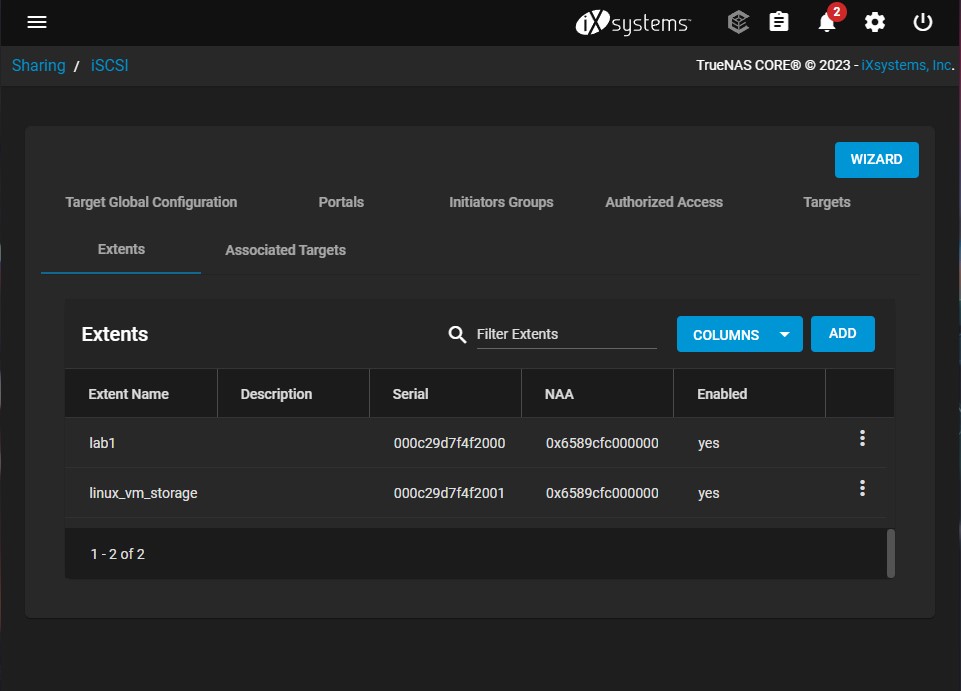 iXsystems™
2
Sharing / iSCSI
TrueNAS CORE® © 2023 - iXsystems, Inc.
WIZARD
Target Global Configuration Portals Initiators Groups Authorized Access Targets
Extents Associated Targets
Extents Filter Extents COLUMNS ADD
Extent Name Description Serial NAA Enabled
lab1 000c29d7f4f2000 0x6589cfc000000 yes
linux_vm_storage 000c29d7f4f2001 0x6589cfc000000 yes
1 - 2 of 2